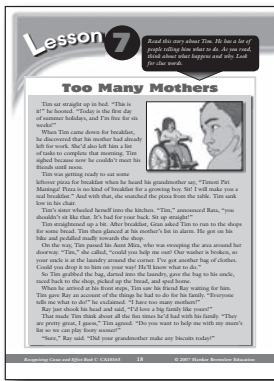 Lesson 7
Read this story about Tim. He has a lot of
people telling him what to do. As you read,
think about what happens and why. Look
for clue words.
Too Many Mothers
Tim sat straight up in bed. "This is
it!" he hooted. "Today is the first day
of summer holidays, and I'm free for six
weeks!"
When Tim came down for breakfast,
he discovered that his mother had already
left for work. She'd also left him a list
of tasks to complete that morning. Tim
sighed because now he couldn't meet his
friends until noon.
Tim was getting ready to eat some
leftover pizza for breakfast when he heard his grandmother say, "Timoti Piri
Maniapa! Pizza is no kind of breakfast for a growing boy. Sit! I will make you a
real breakfast." And with that, she snatched the pizza from the table. Tim sank
low in his chair.
Tim's sister wheeled herself into the kitchen. "Tim," announced Rata, "you
shouldn't sit like that. It's bad for your back. Sit up straight!"
Tim straightened up a bit. After breakfast, Gran asked Tim to run to the shops
for some bread. Tim then glanced at his mother's list in alarm. He got on his
bike and pedalled madly towards the shop.
On the way, Tim passed his Aunt Mira, who was sweeping the area around her
doorway. "Tim," she called, "could you help me out? Our washer is broken, so
your uncle is at the laundry around the corner. I've got another bag of clothes.
Could you drop it to him on your way? He'll know what to do."
So Tim grabbed the bag, darted into the laundry, gave the bag to his uncle,
raced back to the shop, picked up the bread, and sped home.
When he arrived at his front steps, Tim saw his friend Ray waiting for him.
Tim gave Ray an account of the things he had to do for his family. "Everyone
tells me what to do!" he exclaimed. "I have too many mothers!"
Ray just shook his head and said, "I'd love a big family like yours!"
That made Tim think about all the fun times he'd had with his family. "They
are pretty great, I guess," Tim agreed. "Do you want to help me with my mum's
list so we can play footy sooner?"
"Sure," Ray said. "Did your grandmother make any biscuits today?"
Recognising Cause and Effect Book C CA10165
18
© 2007 Hawker Brownlow Education